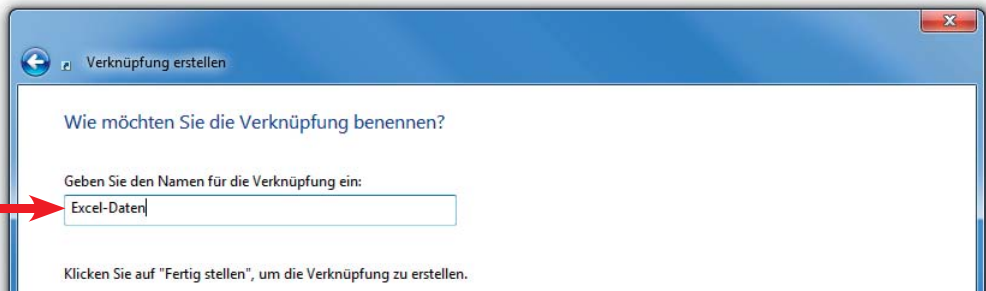 Verknüpfung erstellen
Wie möchten Sie die Verknüpfung benennen?
Geben Sie den Namen für die Verknüpfung ein:
Excel-Daten
Klicken Sie auf "Fertig stellen", um die Verknüpfung zu erstellen.